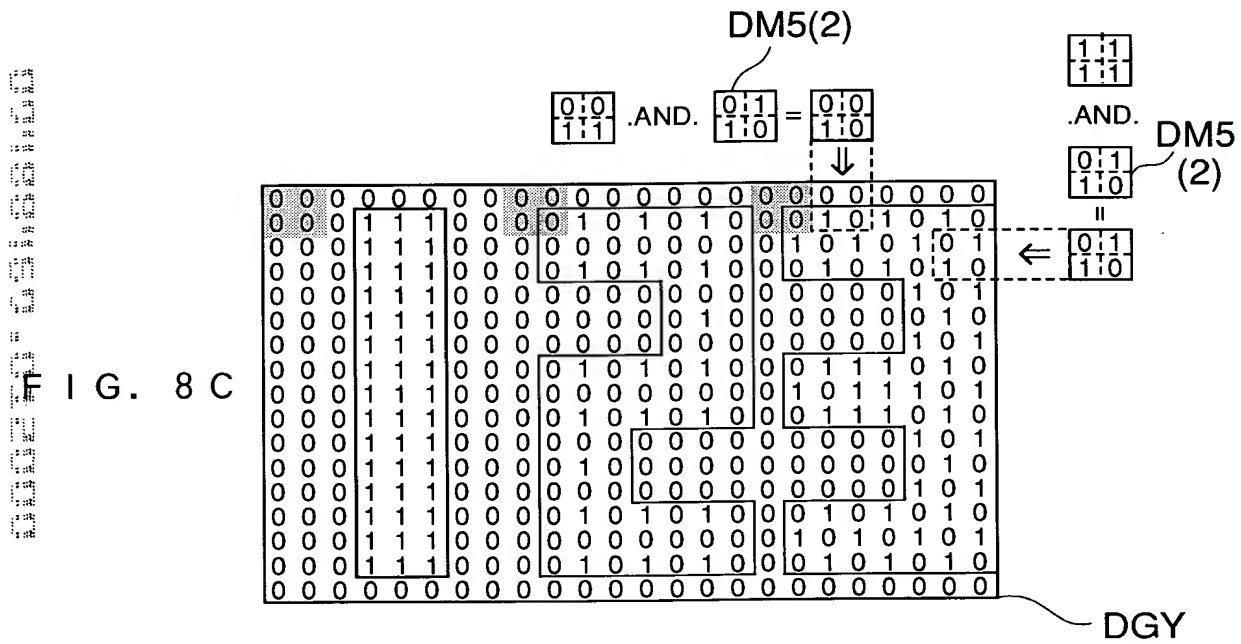 DM5(2)
0 0
1 1
.AND.
0 1
1 0
=
0 0
1 0
⇓
1 1
1 1
.AND.
0 1
1 0
DM5
(2)
=
0 1
1 0
⇐
0 0 0 0 0 0 0 0 0 0 0 0 0 0 0 0 0 0 0 0 0 0 0 0
0 0 0 1 1 1 0 0 0 0 1 0 1 0 1 0 0 0 1 0 1 0 1 0
0 0 0 1 1 1 0 0 0 0 0 0 0 0 0 0 0 1 0 1 0 1 0 1
0 0 0 1 1 1 0 0 0 0 1 0 1 0 1 0 0 0 1 0 1 0 1 0
0 0 0 1 1 1 0 0 0 0 0 0 0 0 0 0 0 0 0 0 0 1 0 1
0 0 0 1 1 1 0 0 0 0 0 0 0 0 1 0 0 0 0 0 0 0 1 0
0 0 0 1 1 1 0 0 0 0 0 0 0 0 0 0 0 0 0 0 0 1 0 1
0 0 0 1 1 1 0 0 0 0 1 0 1 0 1 0 0 0 1 1 1 0 1 0
0 0 0 1 1 1 0 0 0 0 0 0 0 0 0 0 0 1 0 1 1 1 0 1
0 0 0 1 1 1 0 0 0 0 1 0 1 0 1 0 0 0 1 1 1 0 1 0
0 0 0 1 1 1 0 0 0 0 0 0 0 0 0 0 0 0 0 0 0 1 0 1
0 0 0 1 1 1 0 0 0 0 1 0 0 0 0 0 0 0 0 0 0 0 1 0
0 0 0 1 1 1 0 0 0 0 0 0 0 0 0 0 0 0 0 0 0 1 0 1
0 0 0 1 1 1 0 0 0 0 1 0 1 0 1 0 0 0 1 0 1 0 1 0
0 0 0 1 1 1 0 0 0 0 0 0 0 0 0 0 0 1 0 1 0 1 0 1
0 0 0 1 1 1 0 0 0 0 1 0 1 0 1 0 0 0 1 0 1 0 1 0
0 0 0 0 0 0 0 0 0 0 0 0 0 0 0 0 0 0 0 0 0 0 0 0
FIG. 8C
DGY